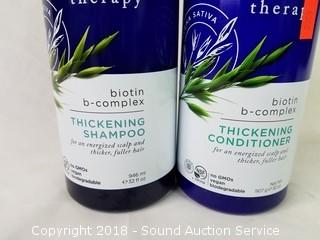 therapy
biotin
b-complex
THICKENING
SHAMPOO
for an energized scalp and
thicker, fuller hair
no GMOs
vegan
biodegradable
946 ml
32 fl oz
therapy
SATIVA
biotin
b-complex
THICKENING
CONDITIONER
for an energized scalp and
thicker, fuller hair
no GMOs
vegan
biodegradable
Copyright 2018 - Sound Auction Service